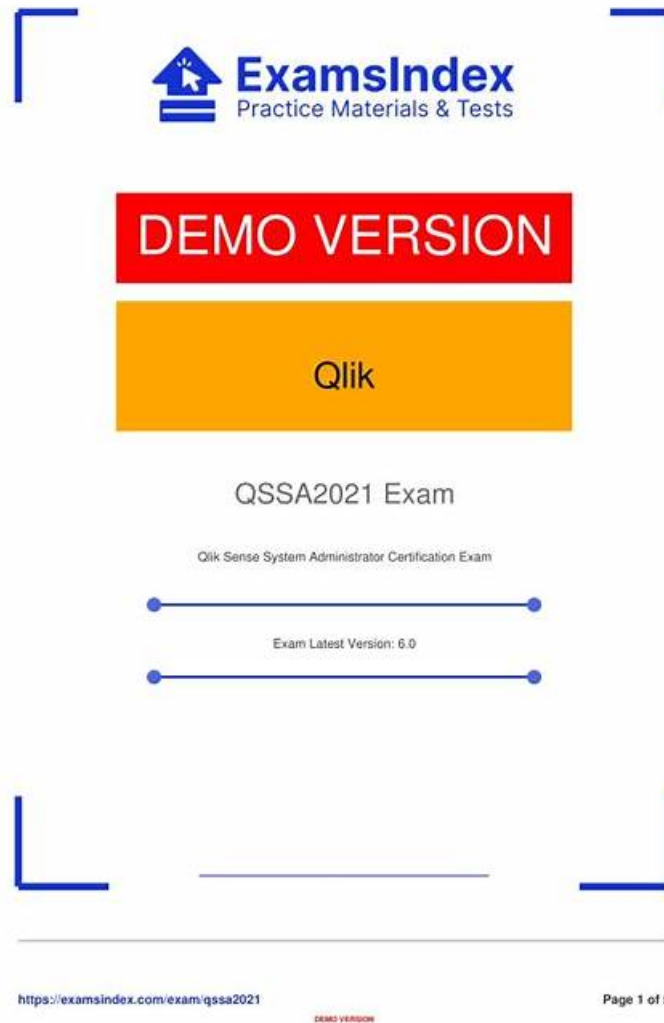 ExamsIndex
Practice Materials & Tests
DEMO VERSION
Qlik
QSSA2021 Exam
Qlik Sense System Administrator Certification Exam
Exam Latest Version: 6.0
https://examsindex.com/exam/qssa2021
Page 1 of
DEMO VERSION